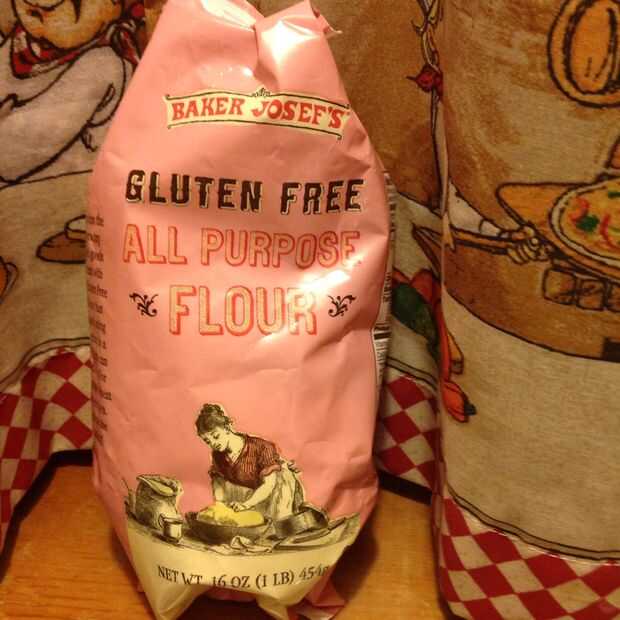 BAKER JOSEF'S
GLUTEN FREE
ALL PURPOSE
FLOUR
NET WT. 16 OZ (1 LB) 454g